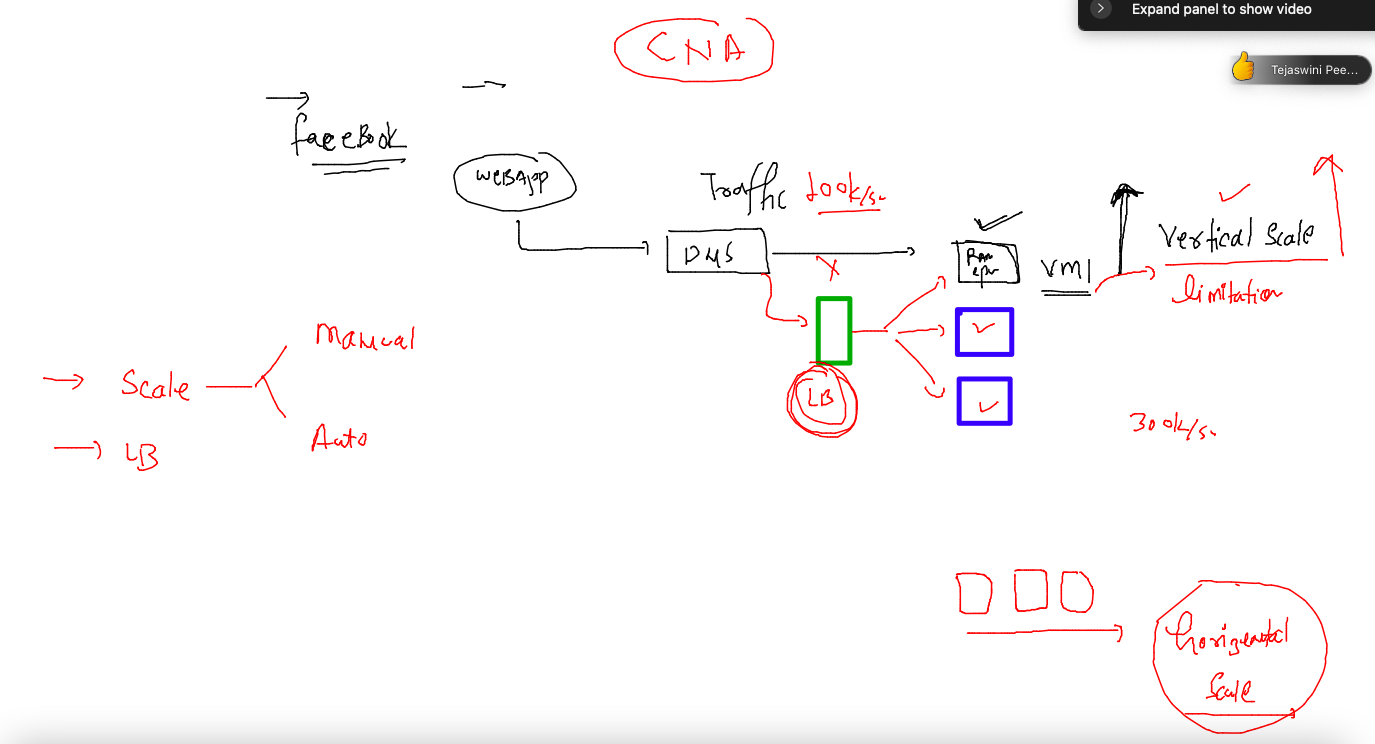 Expand panel to show video
CNA
Tejaswini Pee...
faceBook
WEBApp
Traffic 100k/s.
DNS
Ram
cpu
VM1
Vertical Scale
limitation
Manual
Scale
Auto
LB
LB
300k/s.
horizental
Scale